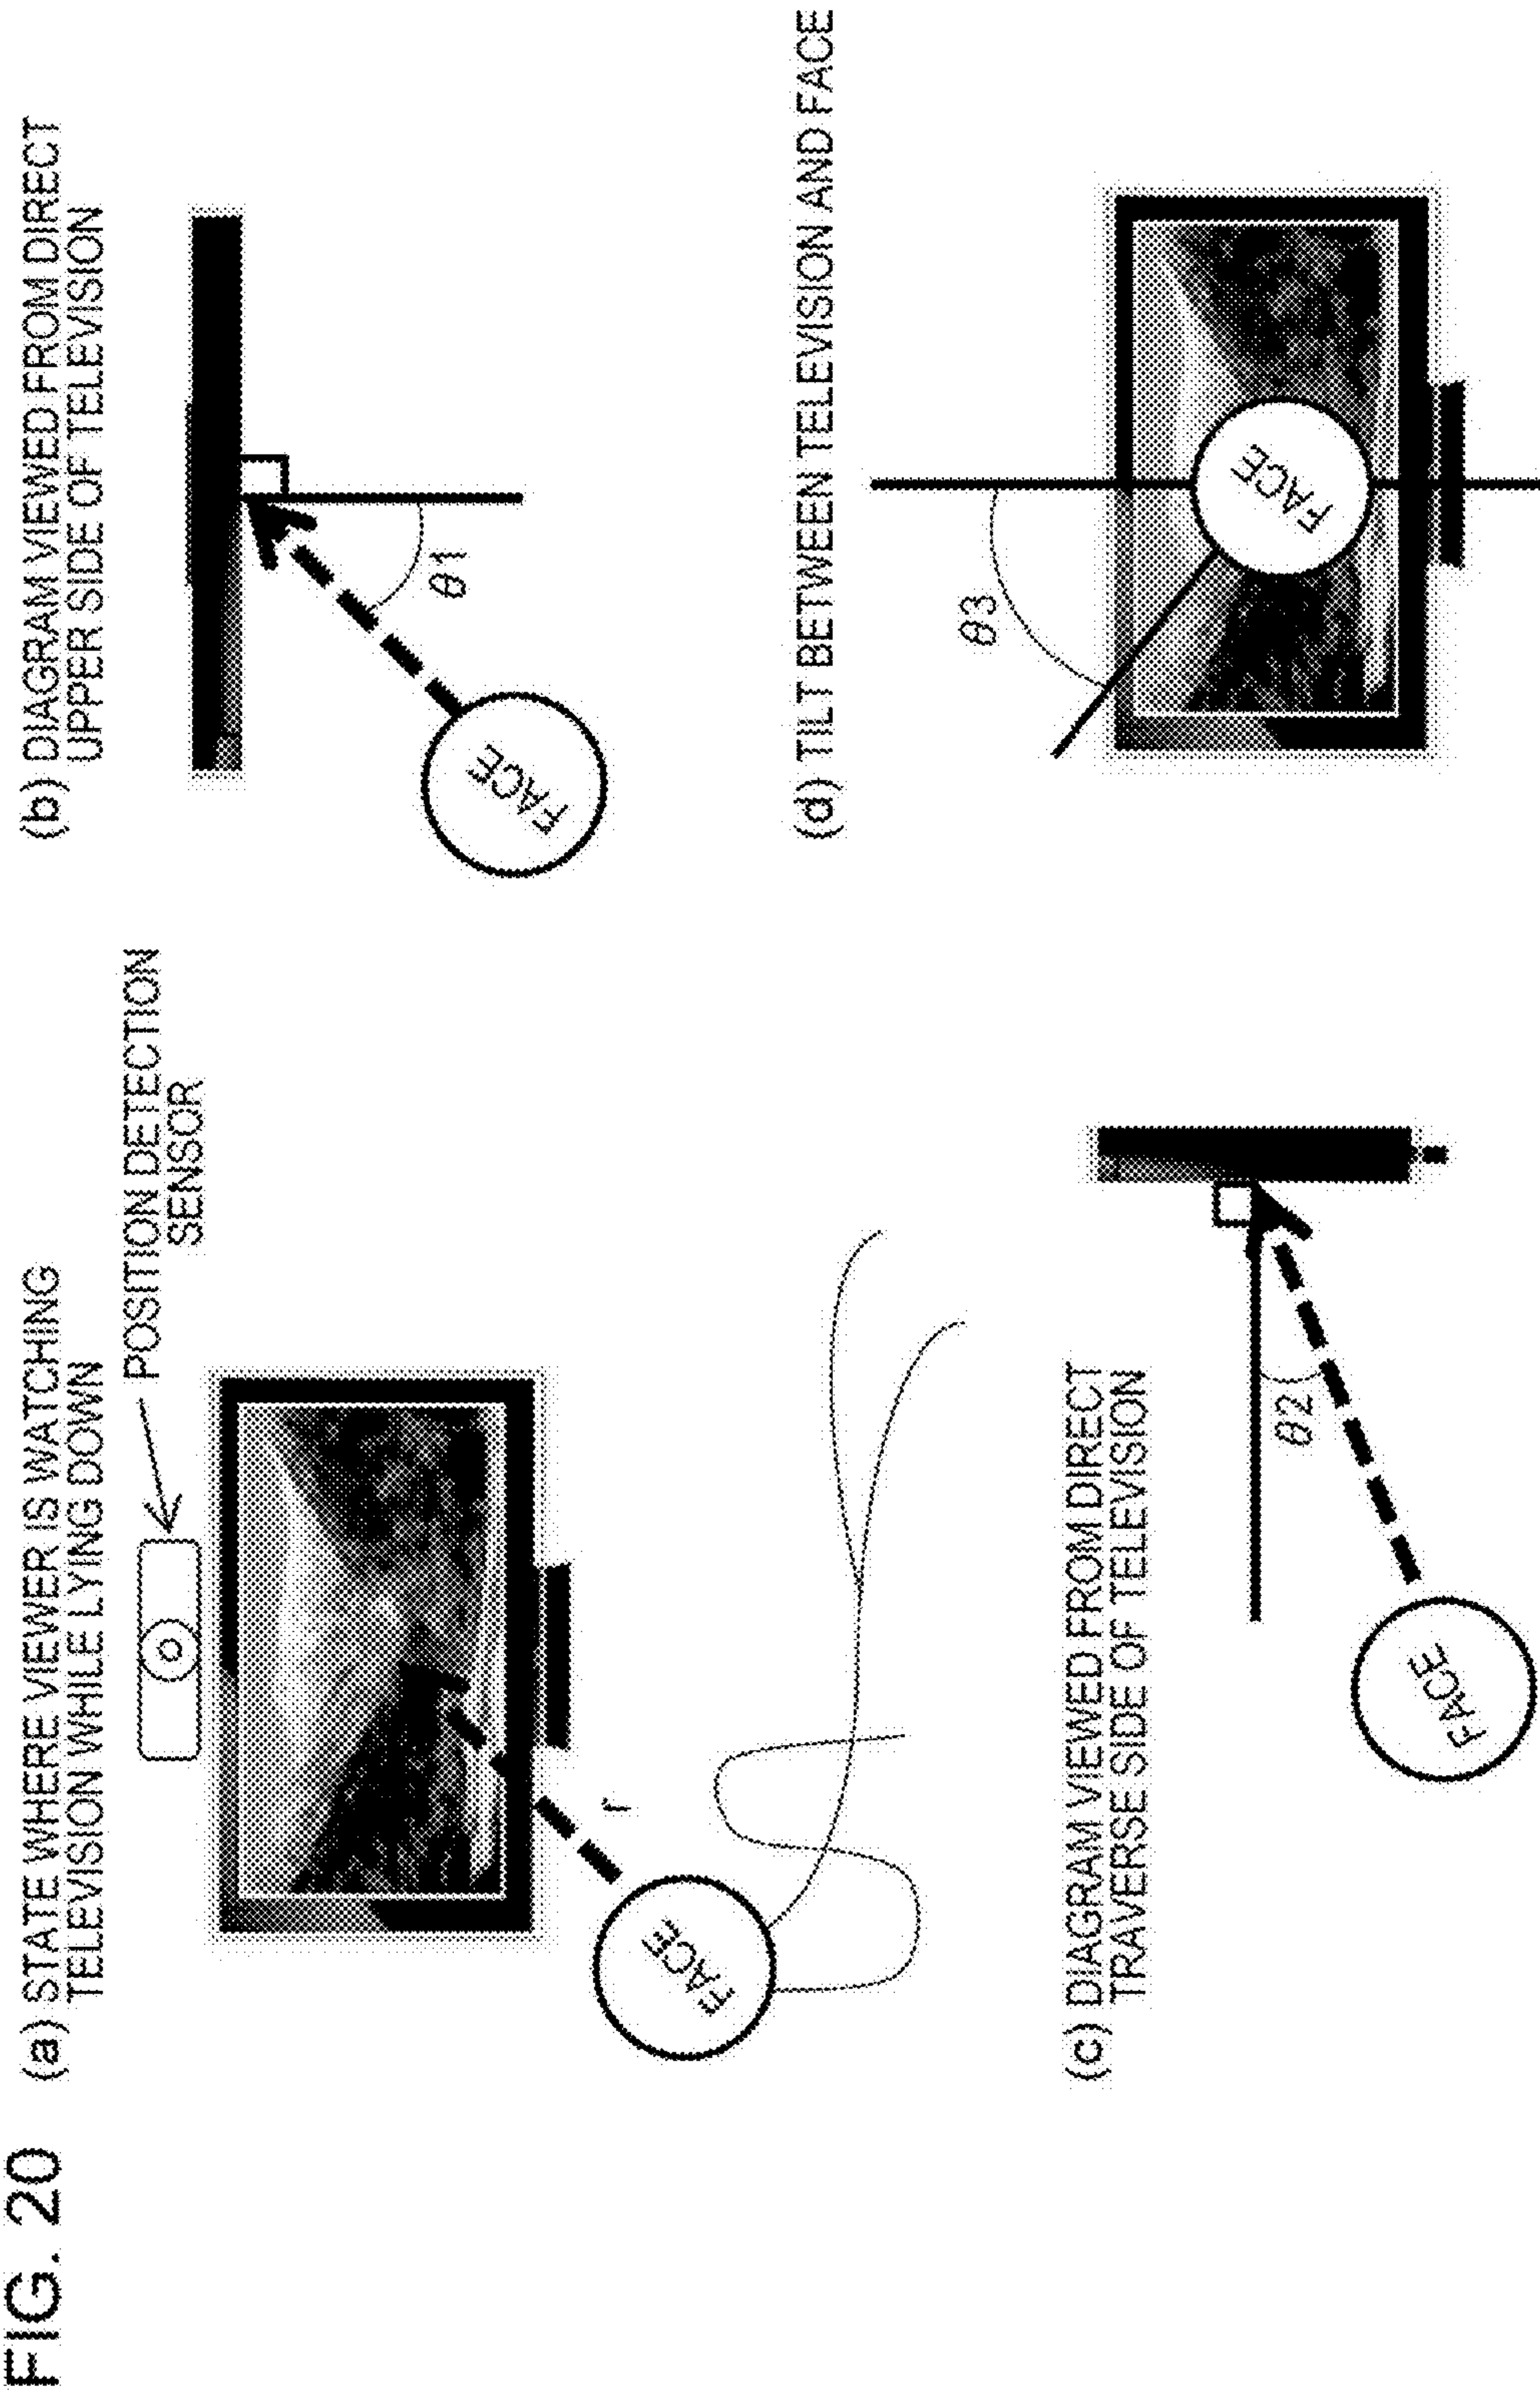 FIG. 20
(a) STATE WHERE VIEWER IS WATCHING
TELEVISION WHILE LYING DOWN
POSITION DETECTION
SENSOR
r
FACE
(b) DIAGRAM VIEWED FROM DIRECT
UPPER SIDE OF TELEVISION
θ1
FACE
(c) DIAGRAM VIEWED FROM DIRECT
TRAVERSE SIDE OF TELEVISION
θ2
FACE
(d) TILT BETWEEN TELEVISION AND FACE
θ3
FACE